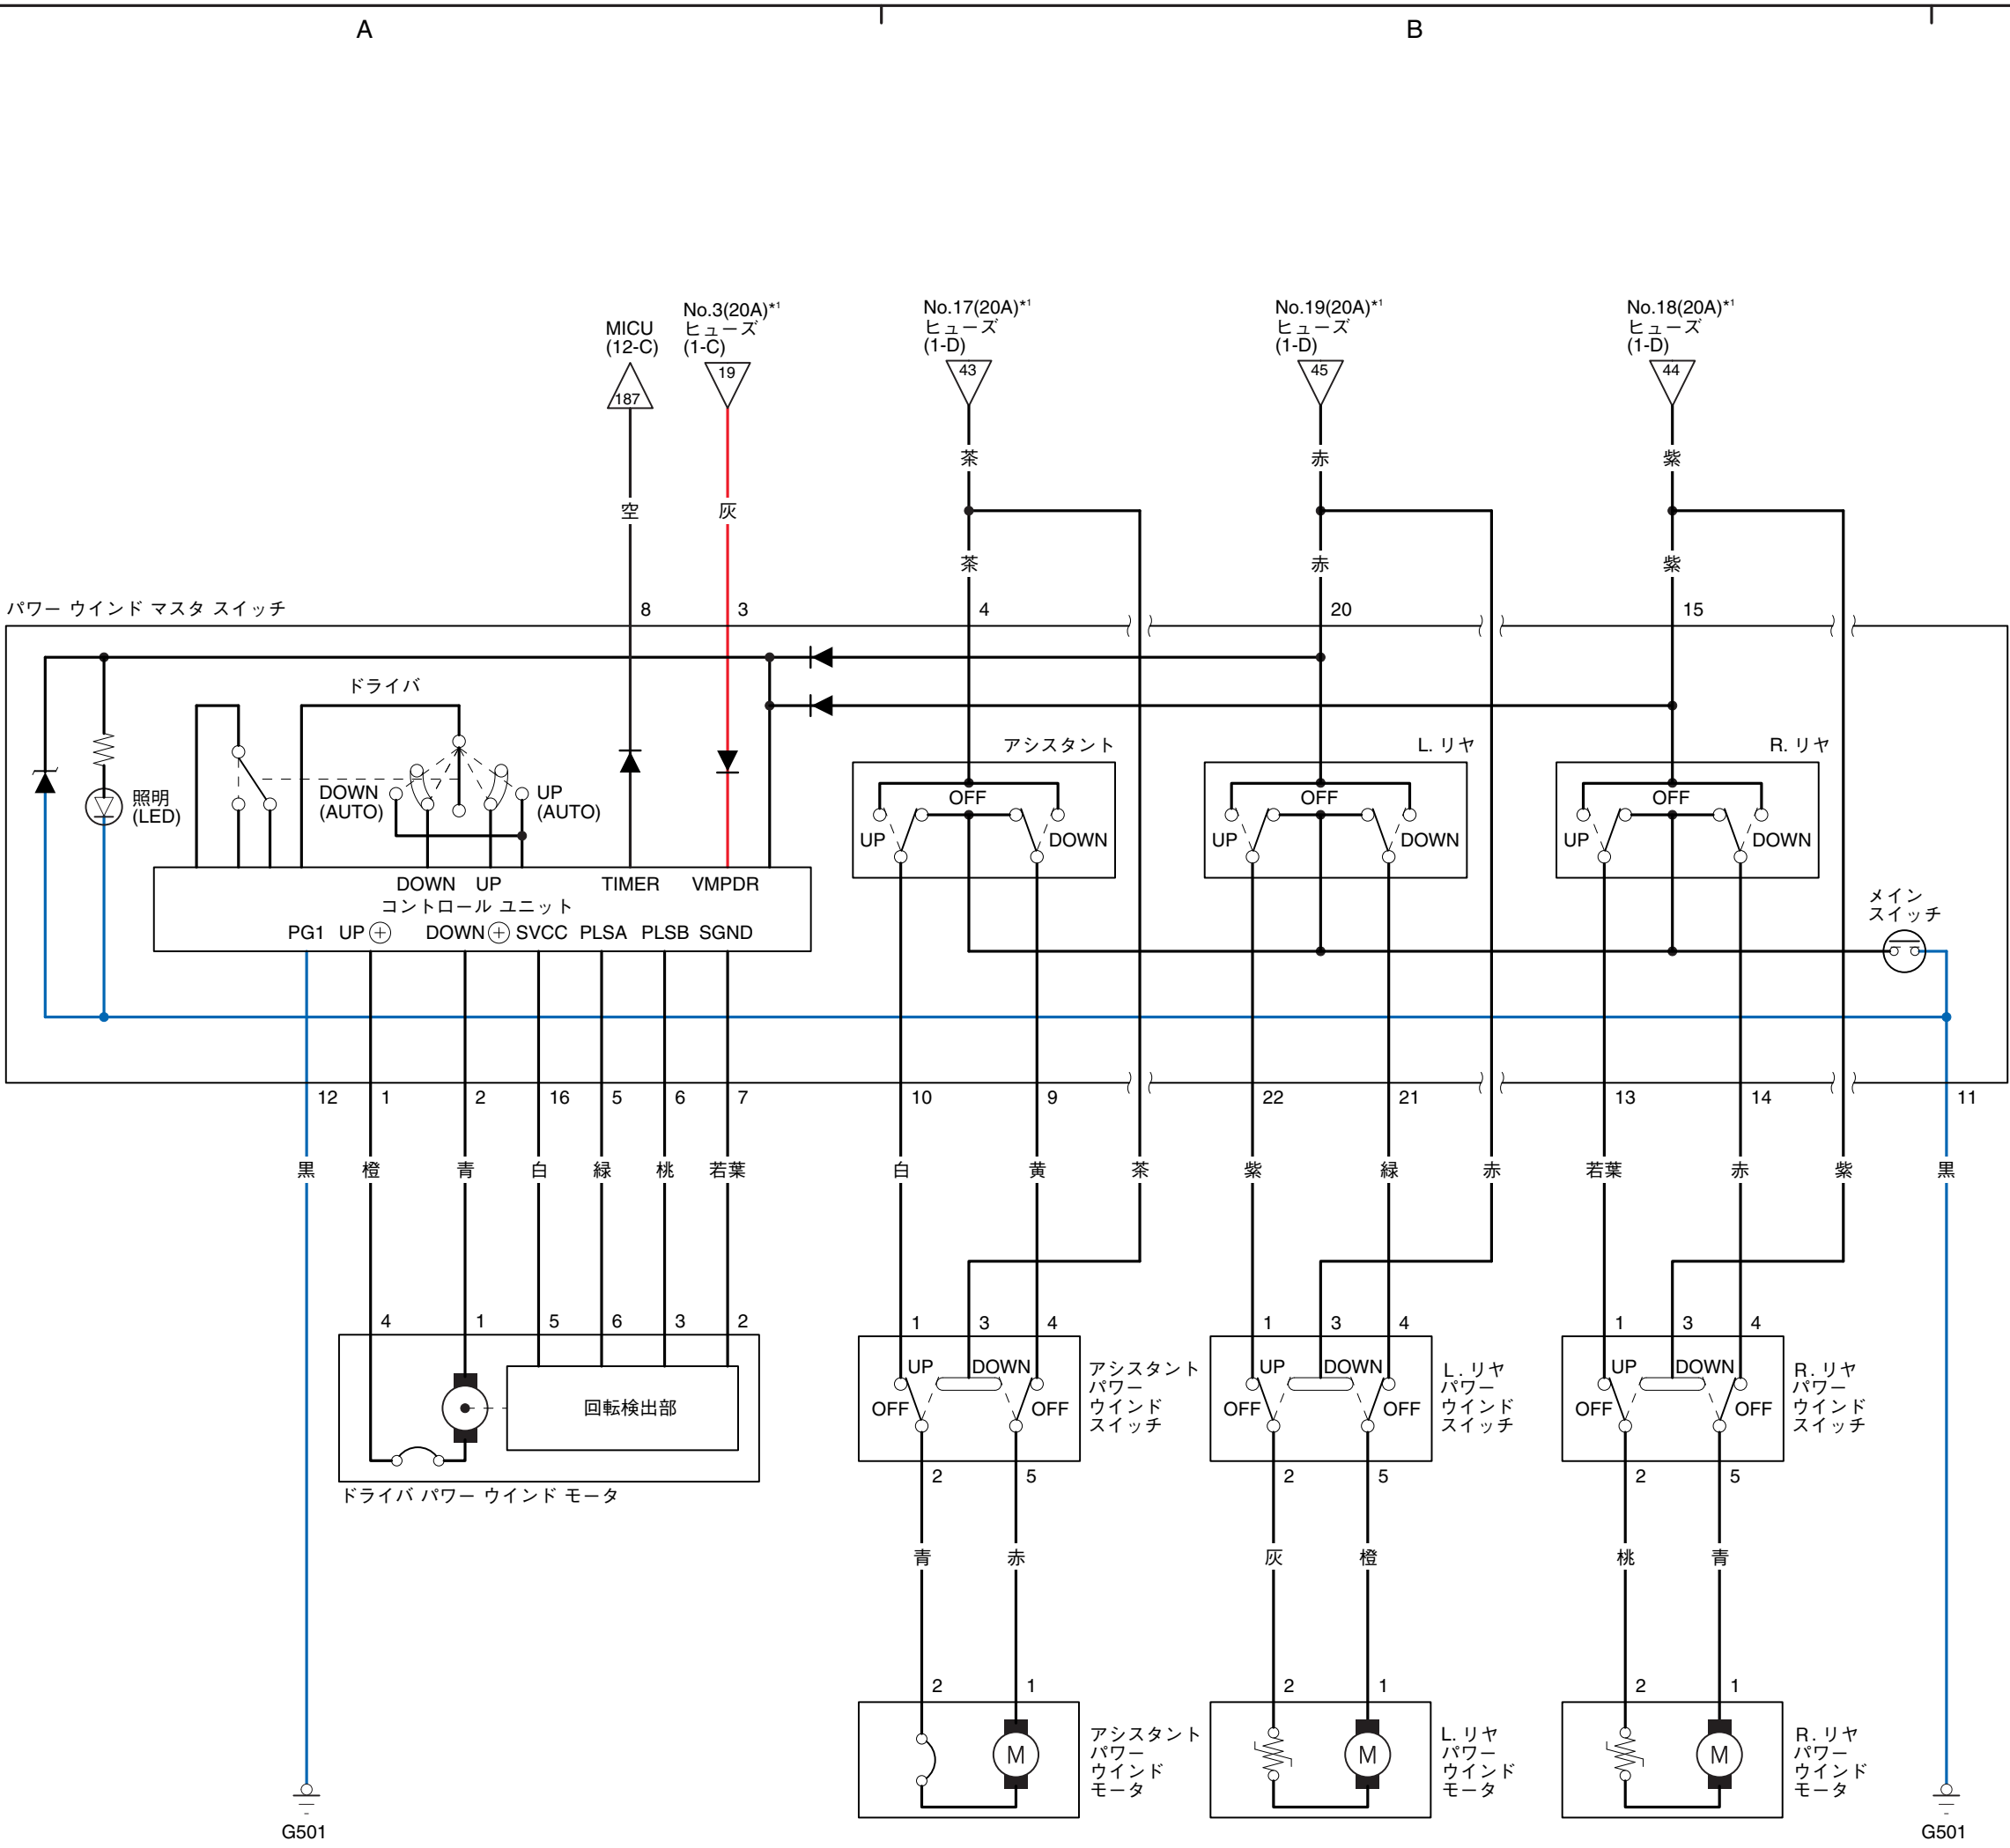 A
B
MICU
(12-C)
187
No.3(20A)*1
ヒューズ
(1-C)
19
No.17(20A)*1
ヒューズ
(1-D)
43
No.19(20A)*1
ヒューズ
(1-D)
45
No.18(20A)*1
ヒューズ
(1-D)
44
茶
赤
紫
空
灰
茶
赤
紫
パワー ウインド マスタ スイッチ
8
3
4
20
15
ドライバ
アシスタント
L. リヤ
R. リヤ
照明
(LED)
DOWN
(AUTO)
UP
(AUTO)
OFF
UP
DOWN
OFF
UP
DOWN
OFF
UP
DOWN
DOWN
UP
TIMER
VMPDR
コントロール ユニット
PG1
UP +
DOWN +
SVCC
PLSA
PLSB
SGND
メイン
スイッチ
12
1
2
16
5
6
7
10
9
22
21
13
14
11
黒
橙
青
白
緑
桃
若葉
白
黄
茶
紫
緑
赤
若葉
赤
紫
黒
4
1
5
6
3
2
1
3
4
1
3
4
1
3
4
回転検出部
ドライバ パワー ウインド モータ
UP
DOWN
OFF
OFF
アシスタント
パワー
ウインド
スイッチ
UP
DOWN
OFF
OFF
L. リヤ
パワー
ウインド
スイッチ
UP
DOWN
OFF
OFF
R. リヤ
パワー
ウインド
スイッチ
2
5
2
5
2
5
青
赤
灰
橙
桃
青
2
1
2
1
2
1
M
アシスタント
パワー
ウインド
モータ
M
L. リヤ
パワー
ウインド
モータ
M
R. リヤ
パワー
ウインド
モータ
G501
G501